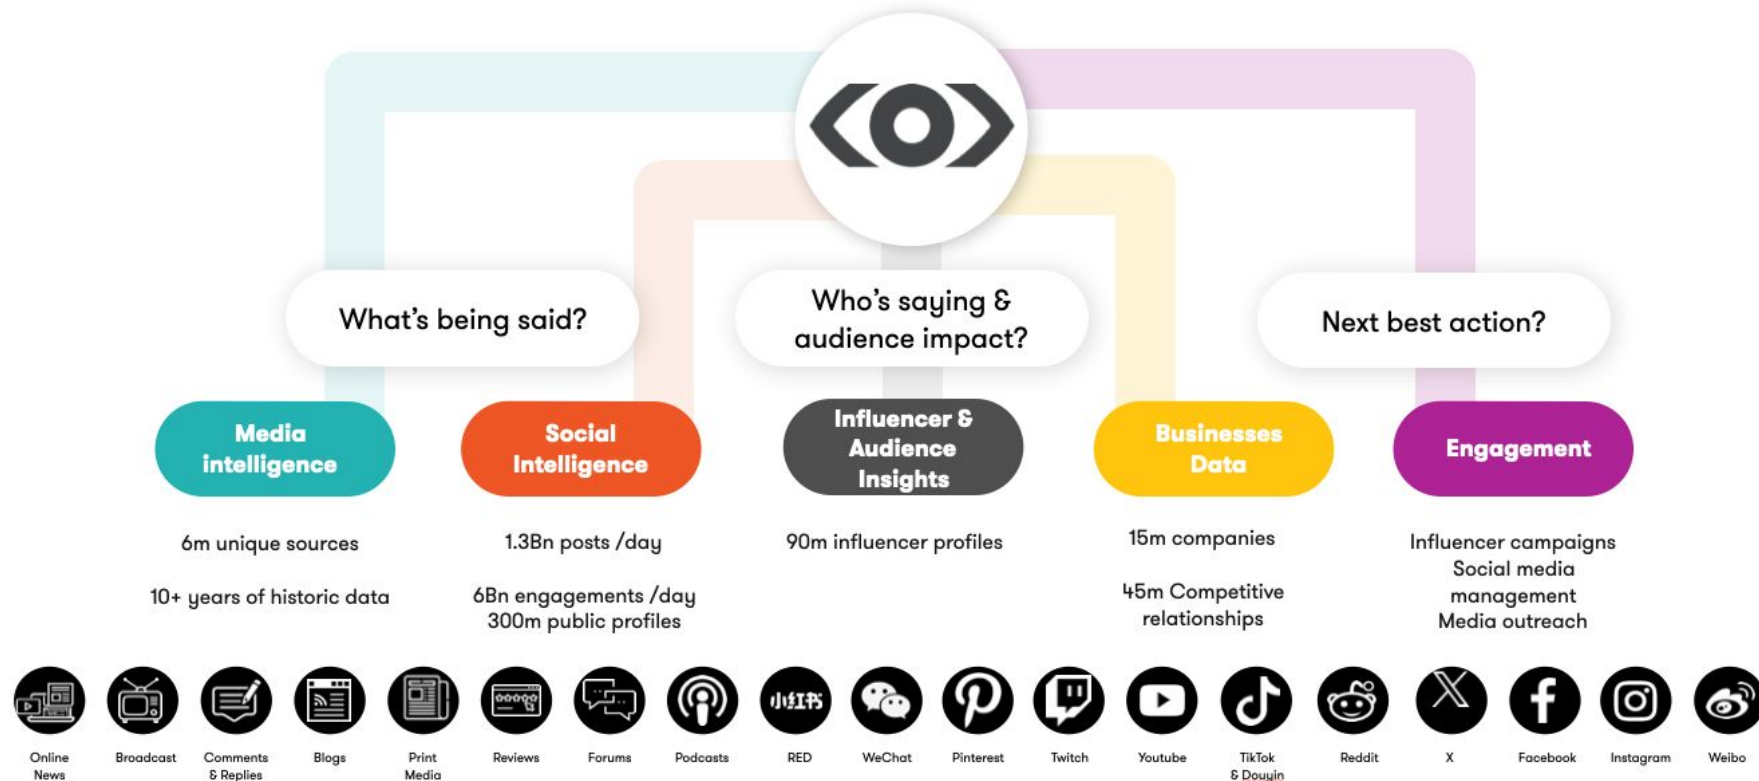 What's being said?
Who's saying &
audience impact?
Next best action?
Media
intelligence
Social
Intelligence
Influencer &
Audience
Insights
Businesses
Data
Engagement
6m unique sources
10+ years of historic data
1.3Bn posts /day
6Bn engagements /day
300m public profiles
90m influencer profiles
15m companies
45m Competitive
relationships
Influencer campaigns
Social media
management
Media outreach
小红书
Online
News
Broadcast
Comments
& Replies
Blogs
Print
Media
Reviews
Forums
Podcasts
RED
WeChat
Pinterest
Twitch
Youtube
TikTok
& Douyin
Reddit
X
Facebook
Instagram
Weibo